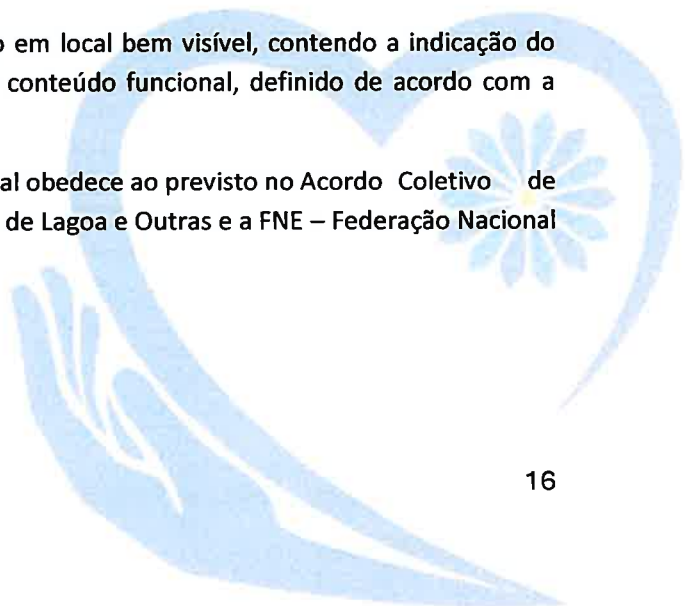 em local bem visível, contendo a indicação do
conteúdo funcional, definido de acordo com a
al obedece ao previsto no Acordo Coletivo de
de Lagoa e Outras e a FNE – Federação Nacional
16